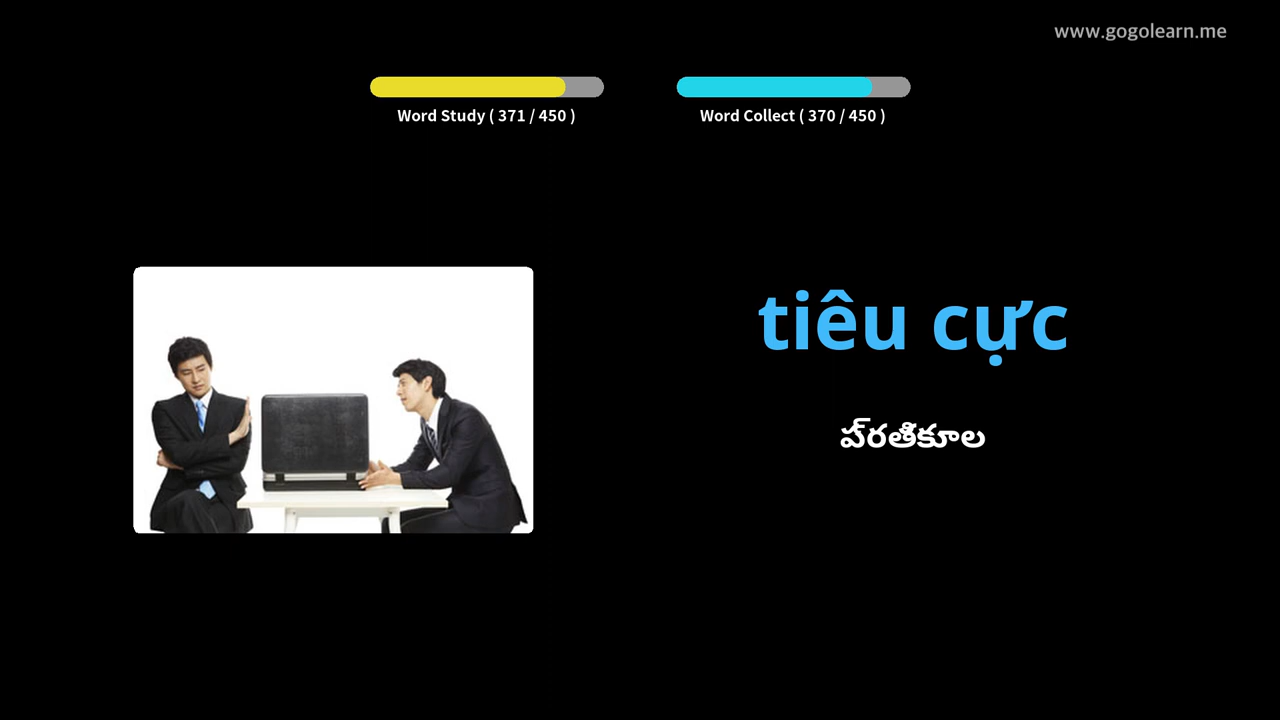 www.gogolearn.me
Word Study ( 371 / 450 )
Word Collect ( 370 / 450 )
tiêu cực
ప్రతికూల